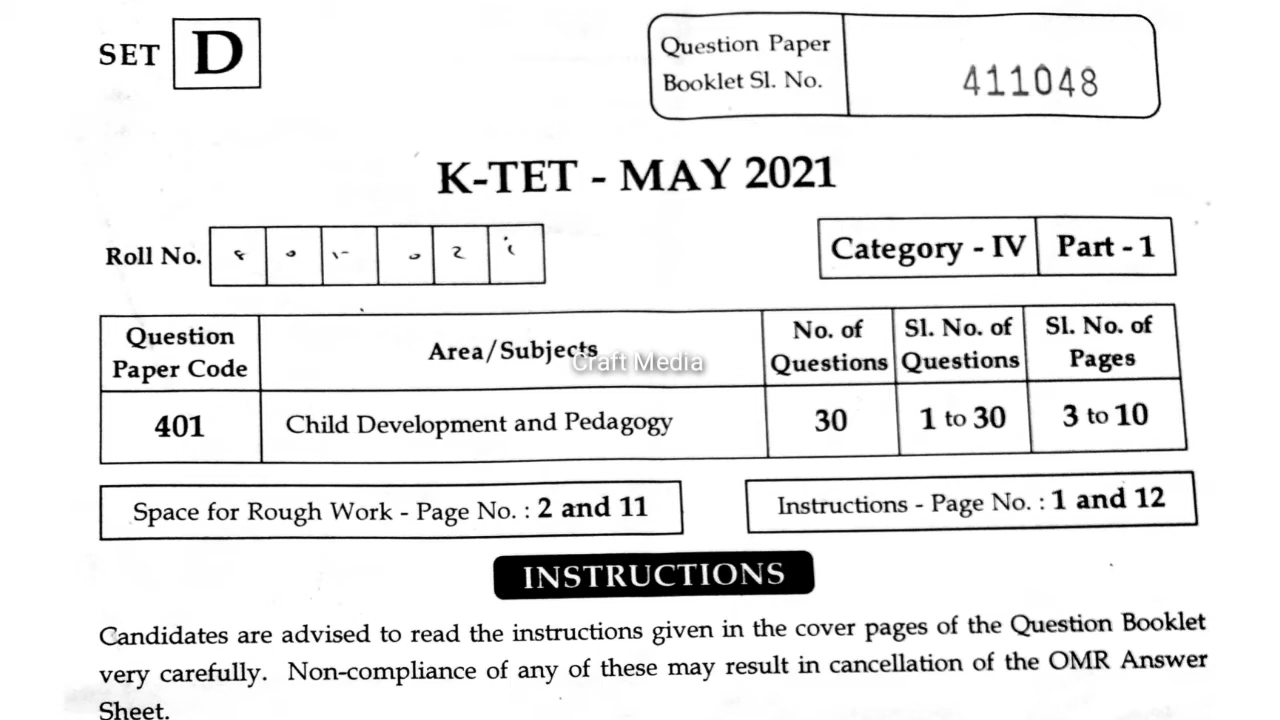 SET D
Question Paper
Booklet Sl. No.
411048
K-TET - MAY 2021
Roll No.
Category - IV Part - 1
Question Paper Code Area/Subjects No. of Questions Sl. No. of Questions Sl. No. of Pages
Craft Media
401 Child Development and Pedagogy 30 1 to 30 3 to 10
Space for Rough Work - Page No. : 2 and 11
Instructions - Page No. : 1 and 12
INSTRUCTIONS
Candidates are advised to read the instructions given in the cover pages of the Question Booklet
very carefully. Non-compliance of any of these may result in cancellation of the OMR Answer
Sheet.